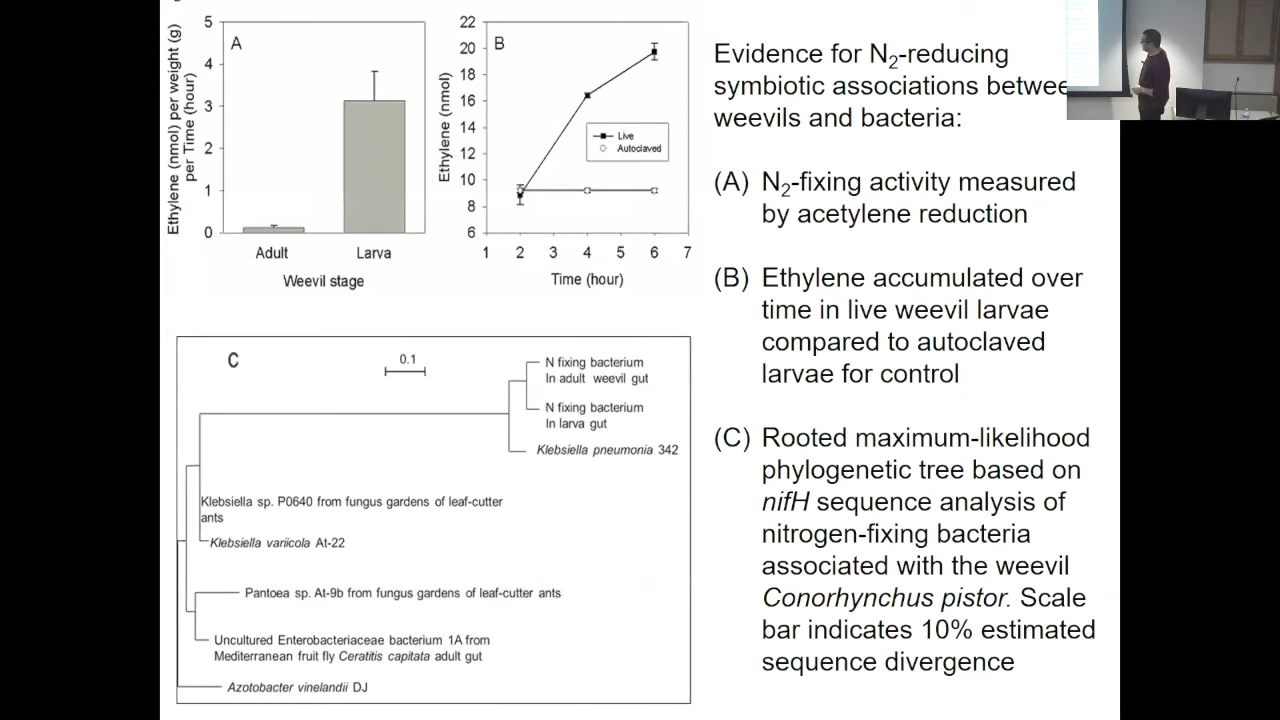 Ethylene (nmol) per weight (g)
per Time (hour)
5
4
3
2
1
0
A
Adult
Larva
Weevil stage
Ethylene (nmol)
22
20
18
16
14
12
10
8
6
B
Live
Autoclaved
1 2 3 4 5 6 7
Time (hour)
C
0.1
N fixing bacterium
In adult weevil gut
N fixing bacterium
In larva gut
Klebsiella pneumonia 342
Klebsiella sp. P0640 from fungus gardens of leaf-cutter
ants
Klebsiella variicola At-22
Pantoea sp. At-9b from fungus gardens of leaf-cutter ants
Uncultured Enterobacteriaceae bacterium 1A from
Mediterranean fruit fly Ceratitis capitata adult gut
Azotobacter vinelandii DJ
Evidence for N2-reducing
symbiotic associations betwee
weevils and bacteria:
(A) N2-fixing activity measured
by acetylene reduction
(B) Ethylene accumulated over
time in live weevil larvae
compared to autoclaved
larvae for control
(C) Rooted maximum-likelihood
phylogenetic tree based on
nifH sequence analysis of
nitrogen-fixing bacteria
associated with the weevil
Conorhynchus pistor. Scale
bar indicates 10% estimated
sequence divergence